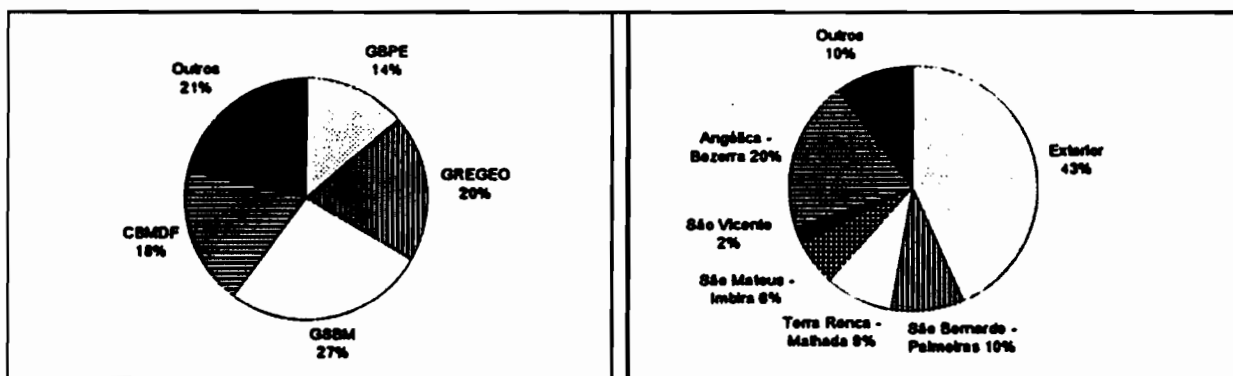 Outros
21%
GBPE
14%
GREGEO
20%
CBMDF
18%
GSBM
27%
Outros
10%
Angélica -
Bezerra 20%
Exterior
43%
São Vicente
2%
São Mateus -
Imbira 6%
Terra Ronca -
Malhada 9%
São Bernardo -
Palmeiras 10%